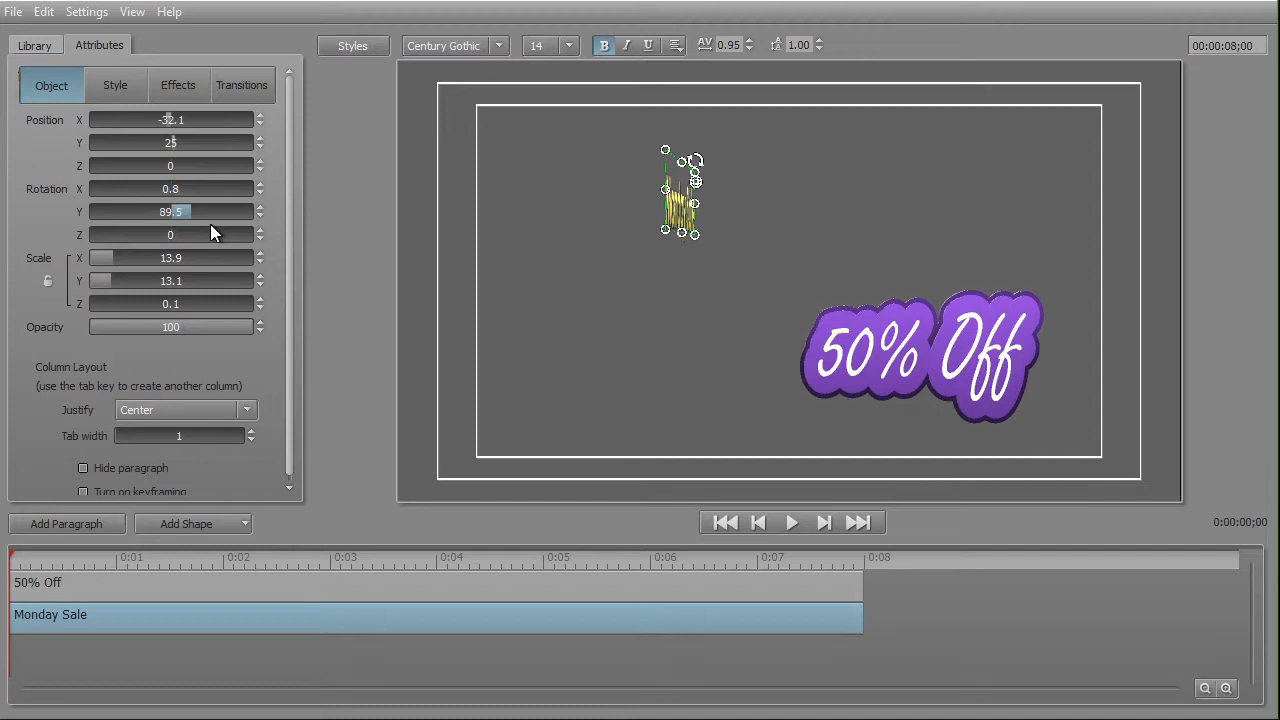 File Edit Settings View Help
Library Attributes Styles Century Gothic 14 B I U AV 0.95 A 1.00 00:00:08;00
Object Style Effects Transitions
Position X -32.1
Y 25
Z 0
Rotation X 0.8
Y 89.5
Z 0
Scale X 13.9
Y 13.1
Z 0.1
Opacity 100
Column Layout
(use the tab key to create another column)
Justify Center
Tab width 1
Hide paragraph
Turn on keyframing
50% Off
Add Paragraph Add Shape 00:00:00;00
0:01 0:02 0:03 0:04 0:05 0:06 0:07 0:08
50% Off
Monday Sale